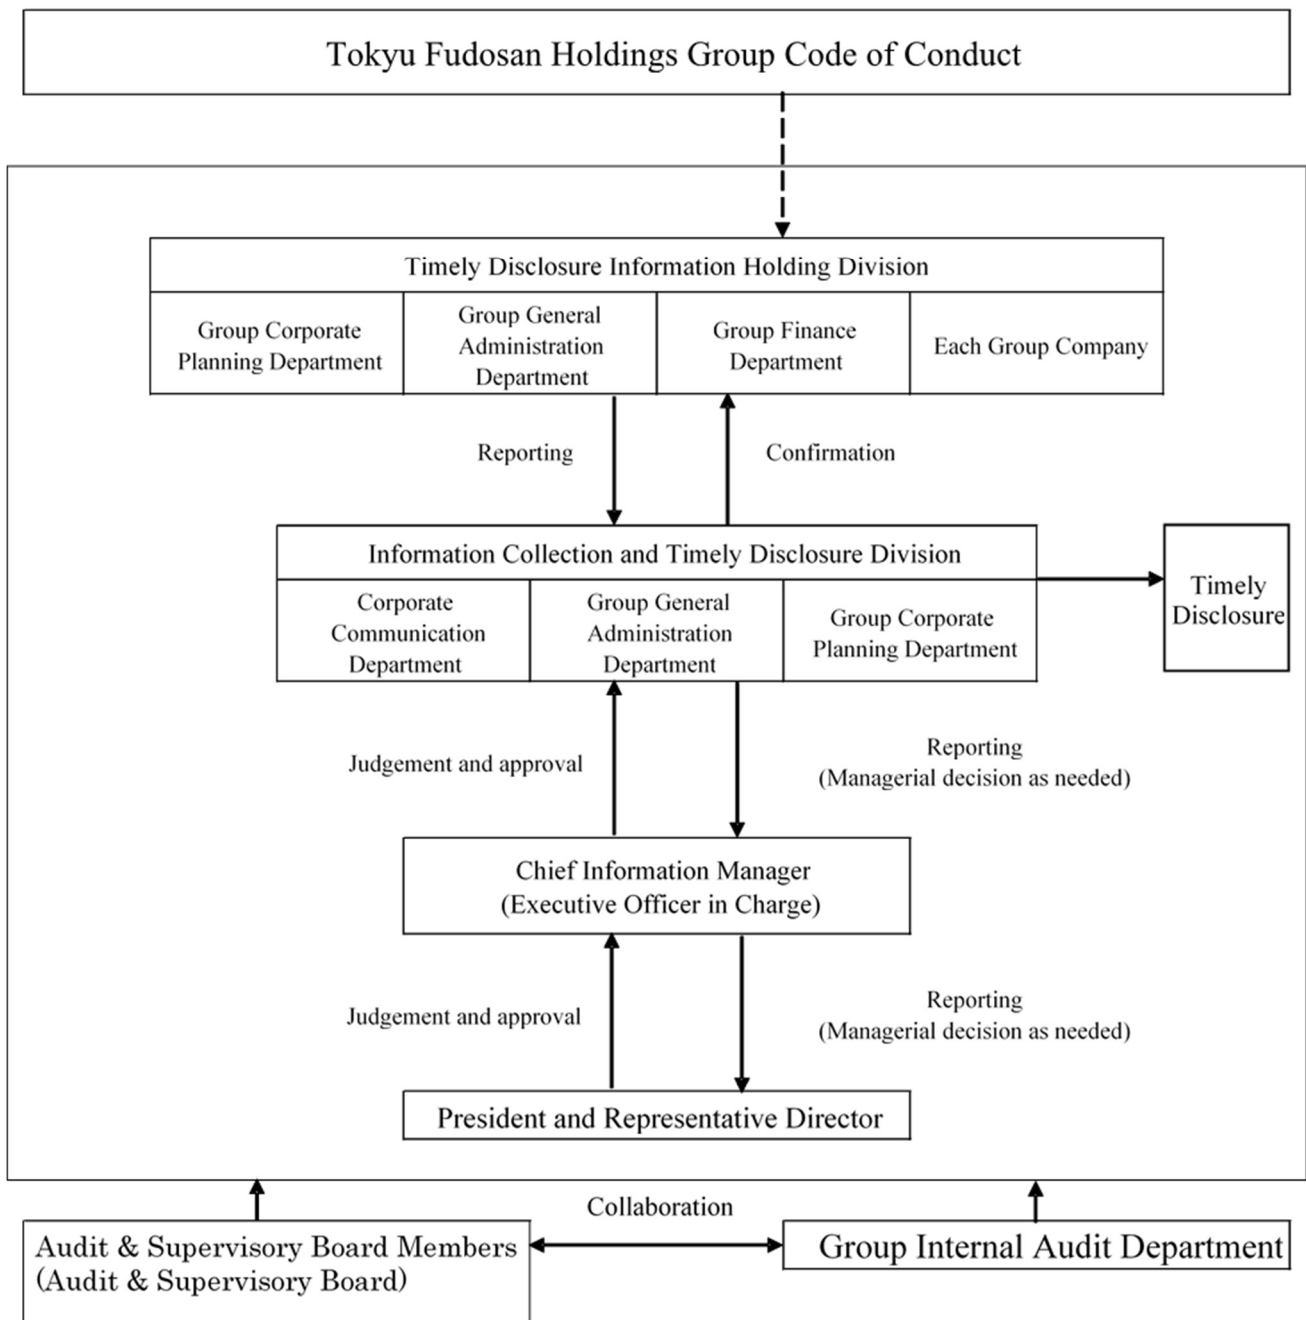 Tokyu Fudosan Holdings Group Code of Conduct
Timely Disclosure Information Holding Division
Group Corporate
Planning Department
Group General
Administration
Department
Group Finance
Department
Each Group Company
Reporting
Confirmation
Information Collection and Timely Disclosure Division
Corporate
Communication
Department
Group General
Administration
Department
Group Corporate
Planning Department
Timely
Disclosure
Judgement and approval
Reporting
(Managerial decision as needed)
Chief Information Manager
(Executive Officer in Charge)
Judgement and approval
Reporting
(Managerial decision as needed)
President and Representative Director
Collaboration
Audit & Supervisory Board Members
(Audit & Supervisory Board)
Group Internal Audit Department